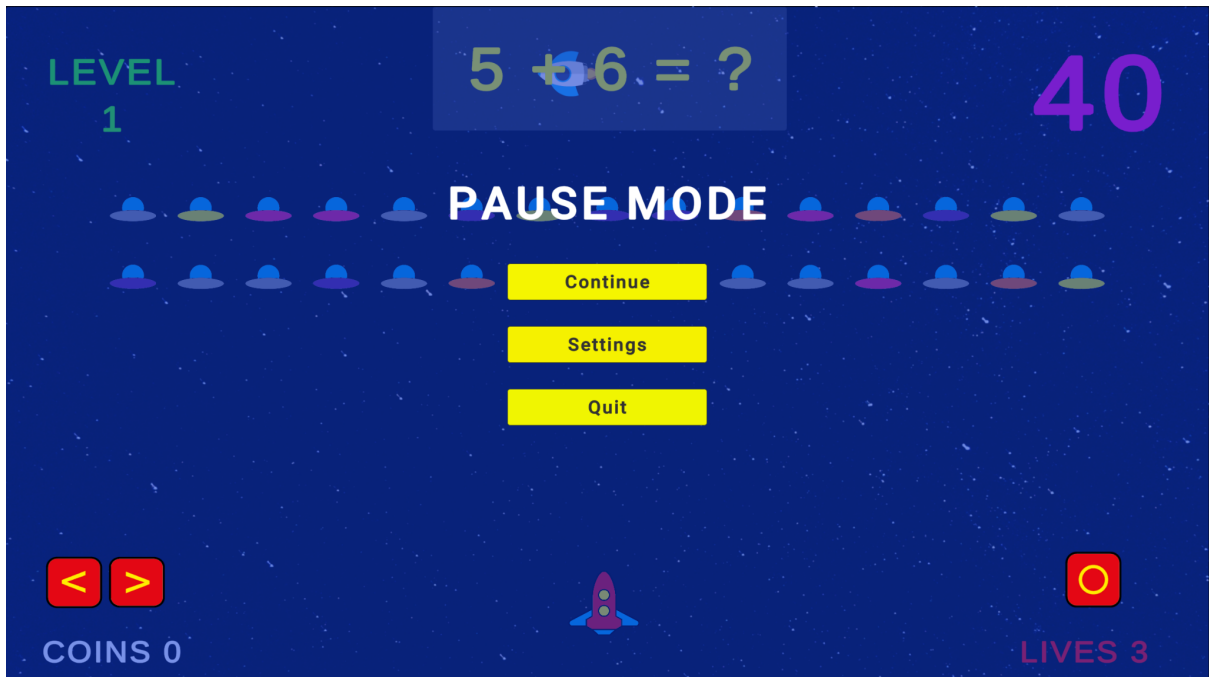 LEVEL
1
5 + 6 = ?
40
PAUSE MODE
Continue
Settings
Quit
< >
COINS 0
LIVES 3